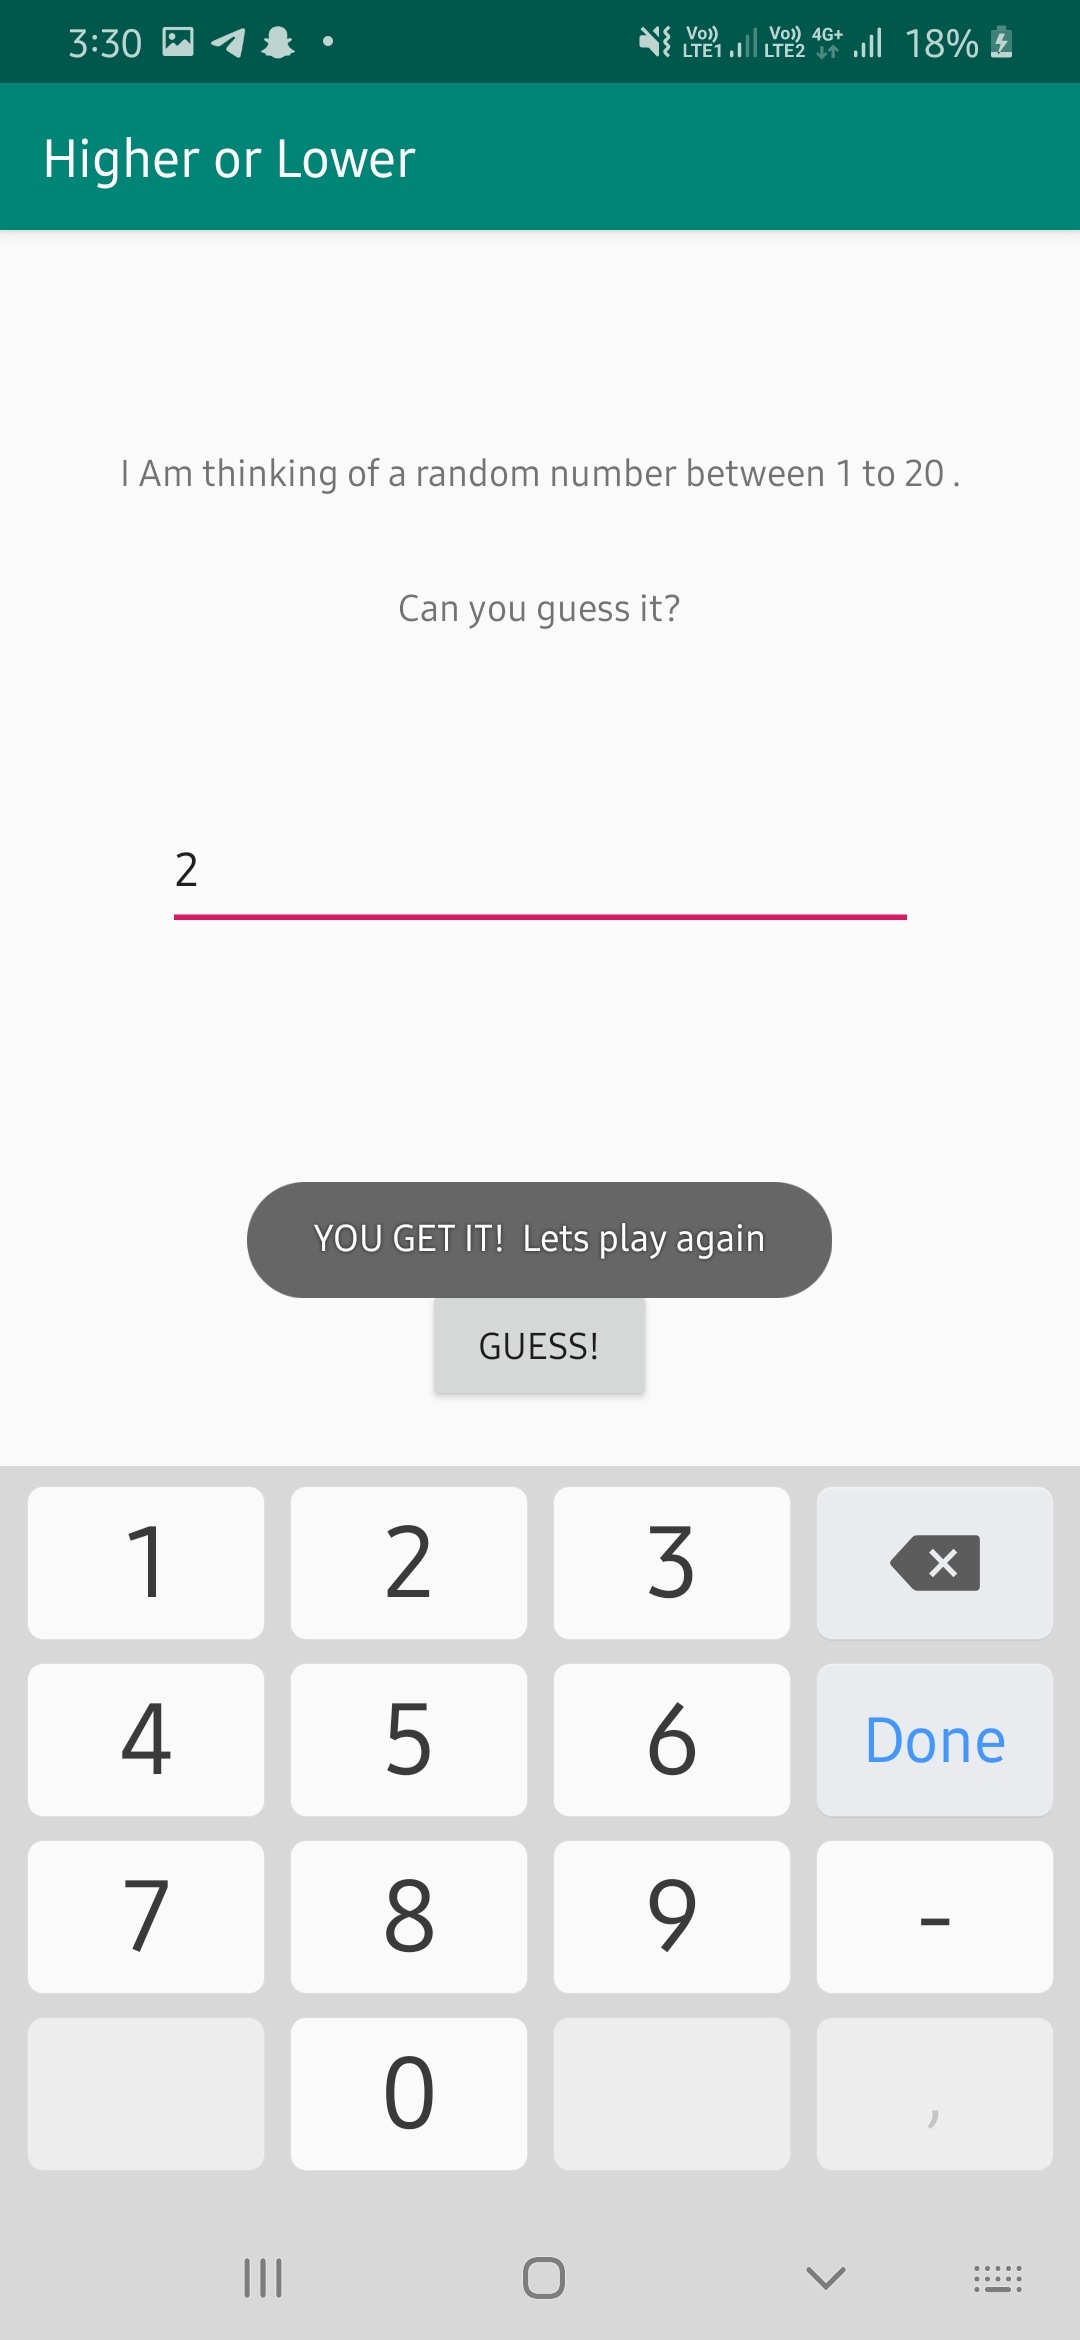 3:30 Vo)) LTE1 Vo)) LTE2 4G+ 18%
Higher or Lower
I Am thinking of a random number between 1 to 20 .
Can you guess it?
2
YOU GET IT!  Lets play again
GUESS!
1 2 3
4 5 6 Done
7 8 9 -
0 ,